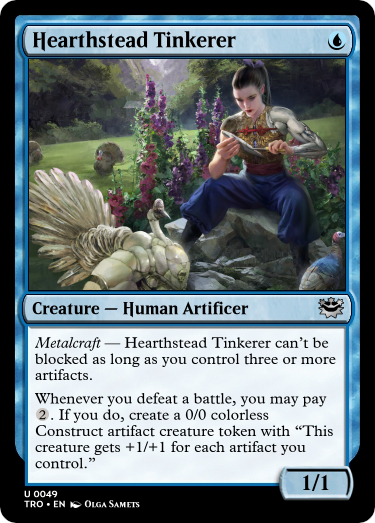 Hearthstead Tinkerer
Creature — Human Artificer
Metalcraft — Hearthstead Tinkerer can't be
blocked as long as you control three or more
artifacts.
Whenever you defeat a battle, you may pay
2. If you do, create a 0/0 colorless
Construct artifact creature token with “This
creature gets +1/+1 for each artifact you
control.”
1/1
U 0049
TRO • EN Olga Samets